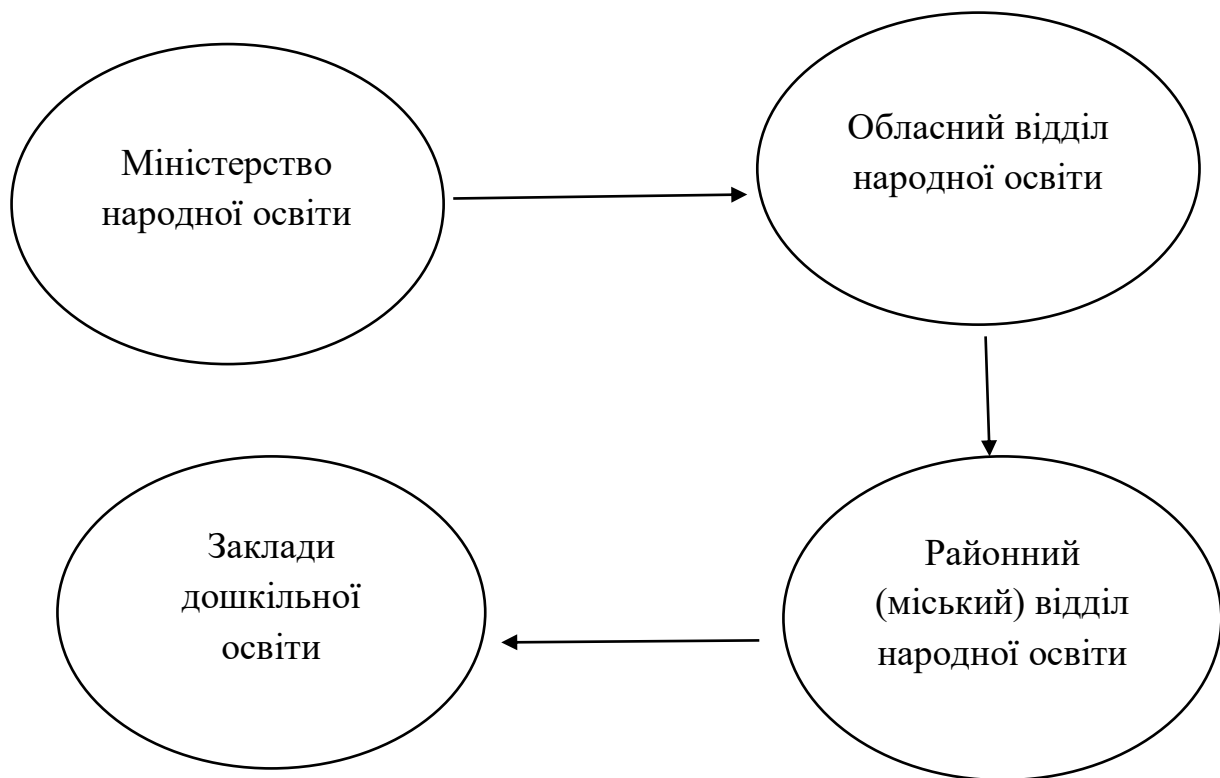 Міністерство
народної освіти
Обласний відділ
народної освіти
Районний
(міський) відділ
народної освіти
Заклади
дошкільної
освіти